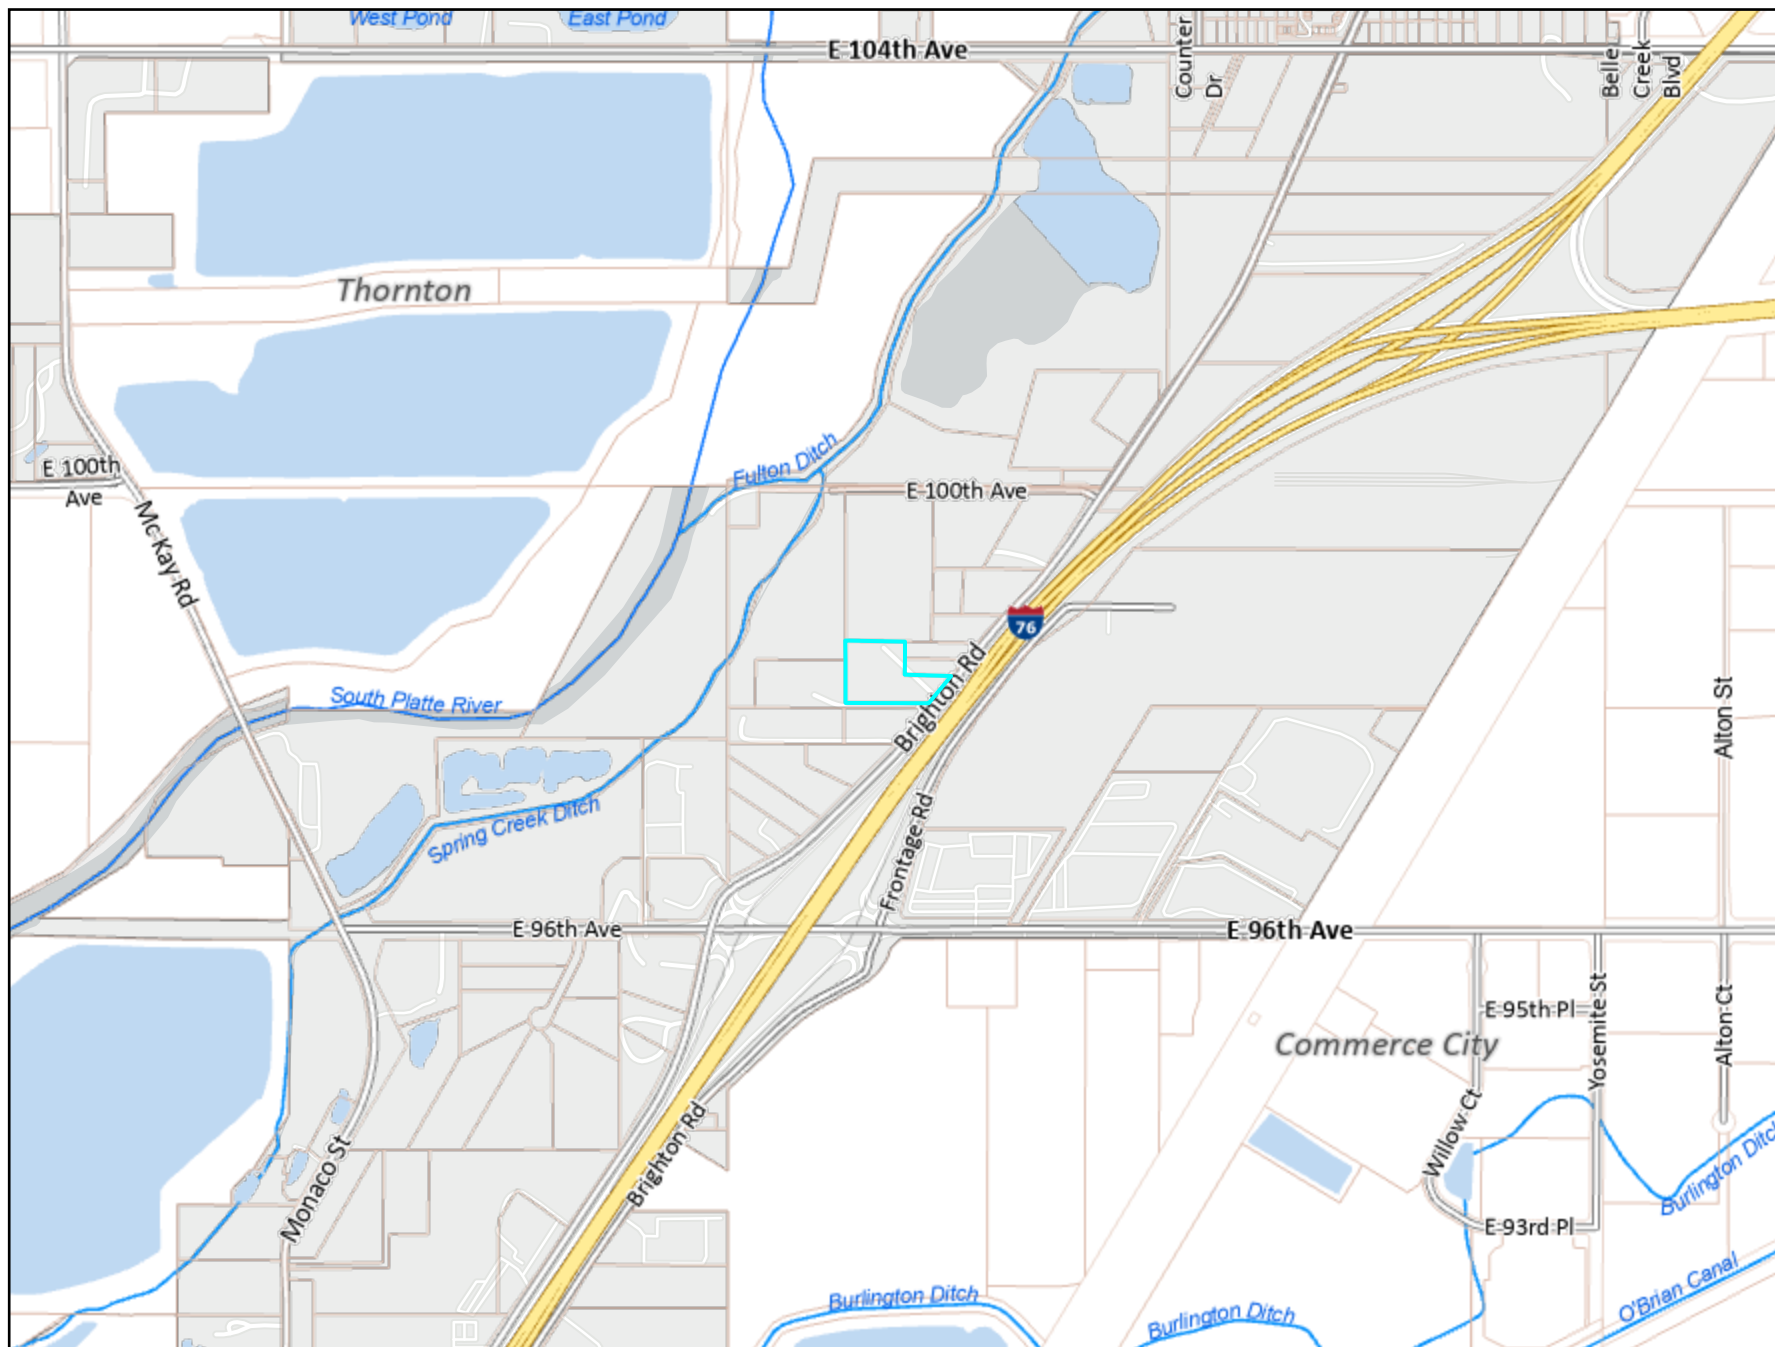 West Pond
East Pond
E 104th Ave
Counter
Dr
Belle
Creek
Blvd
Thornton
E 100th
Ave
Fulton Ditch
E 100th Ave
Mc Kay Rd
76
South Platte River
Brighton Rd
Alton St
Spring Creek Ditch
Frontage Rd
E 96th Ave
E 96th Ave
E 95th Pl
Yosemite St
Alton Ct
Commerce City
Willow Ct
Brighton Rd
Monaco St
Burlington Ditch
E 93rd Pl
Burlington Ditch
Burlington Ditch
O'Brian Canal